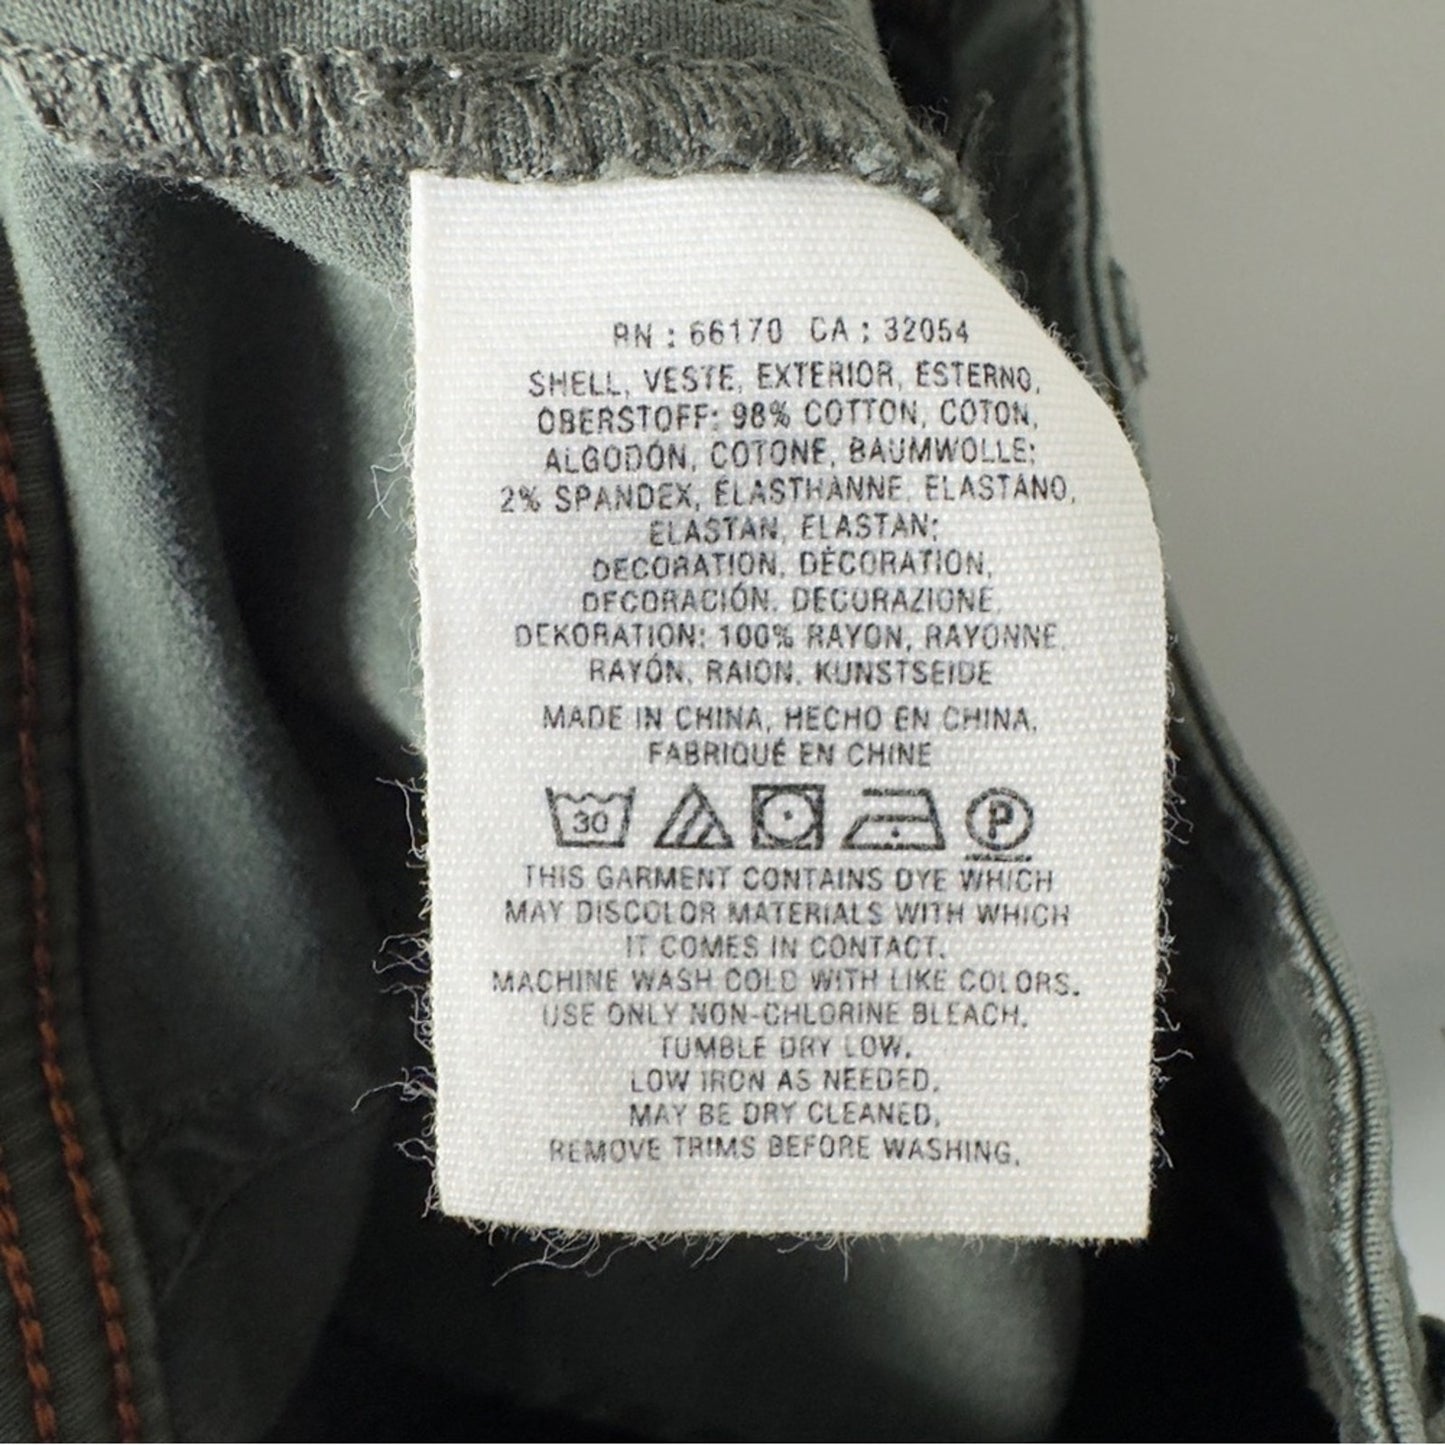 RN : 66170 CA : 32054
SHELL, VESTE, EXTERIOR, ESTERNO,
OBERSTOFF: 98% COTTON, COTON,
ALGODÓN, COTONE, BAUMWOLLE;
2% SPANDEX, ÉLASTHANNE, ELASTANO,
ELASTAN, ELASTAN;
DECORATION, DÉCORATION,
DECORACIÓN, DECORAZIONE,
DEKORATION: 100% RAYON, RAYONNE,
RAYÓN, RAION, KUNSTSEIDE
MADE IN CHINA, HECHO EN CHINA,
FABRIQUÉ EN CHINE
30 P
THIS GARMENT CONTAINS DYE WHICH
MAY DISCOLOR MATERIALS WITH WHICH
IT COMES IN CONTACT.
MACHINE WASH COLD WITH LIKE COLORS.
USE ONLY NON-CHLORINE BLEACH.
TUMBLE DRY LOW.
LOW IRON AS NEEDED.
MAY BE DRY CLEANED.
REMOVE TRIMS BEFORE WASHING.